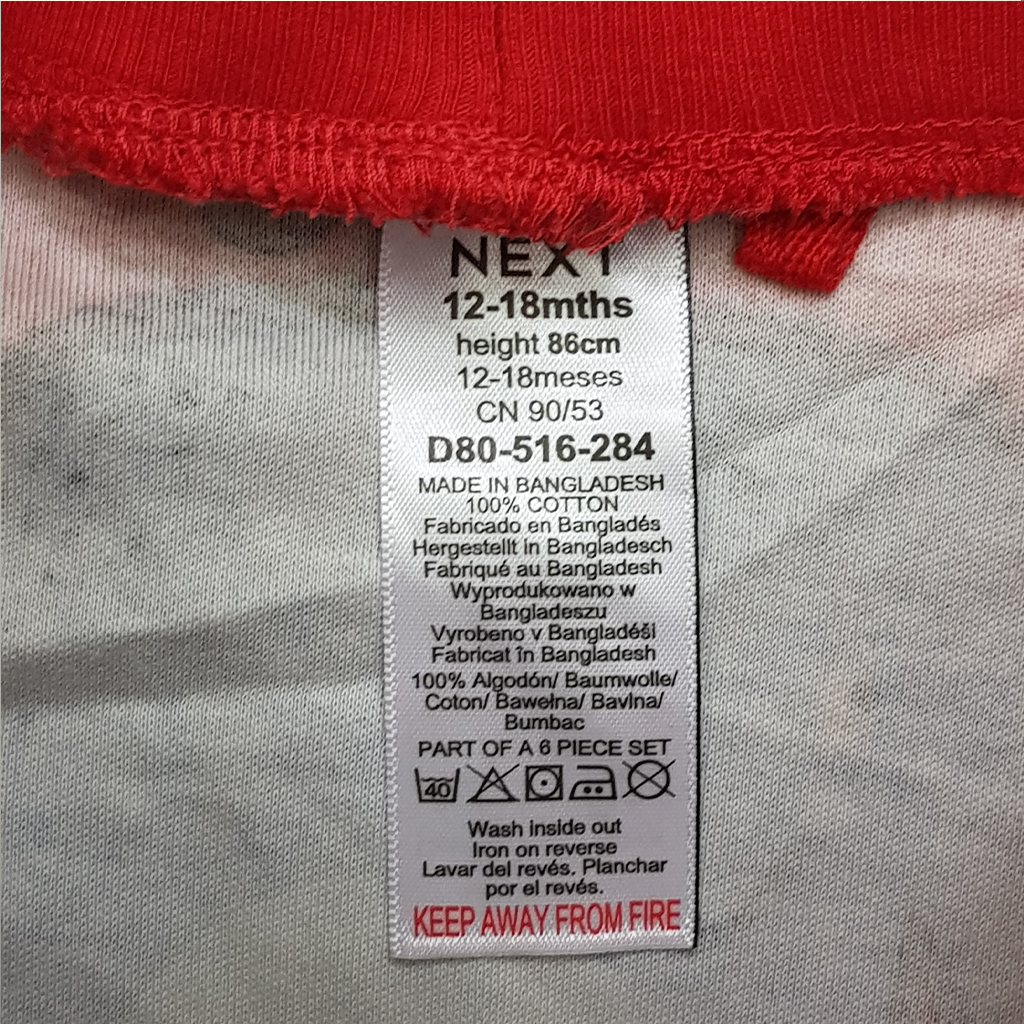 NEXT
12-18mths
height 86cm
12-18meses
CN 90/53
D80-516-284
MADE IN BANGLADESH
100% COTTON
Fabricado en Bangladés
Hergestellt in Bangladesch
Fabriqué au Bangladesh
Wyprodukowano w
Bangladeszu
Vyrobeno v Bangladéši
Fabricat în Bangladesh
100% Algodón/ Baumwolle/
Coton/ Bawełna/ Bavlna/
Bumbac
PART OF A 6 PIECE SET
40
Wash inside out
Iron on reverse
Lavar del revés. Planchar
por el revés.
KEEP AWAY FROM FIRE